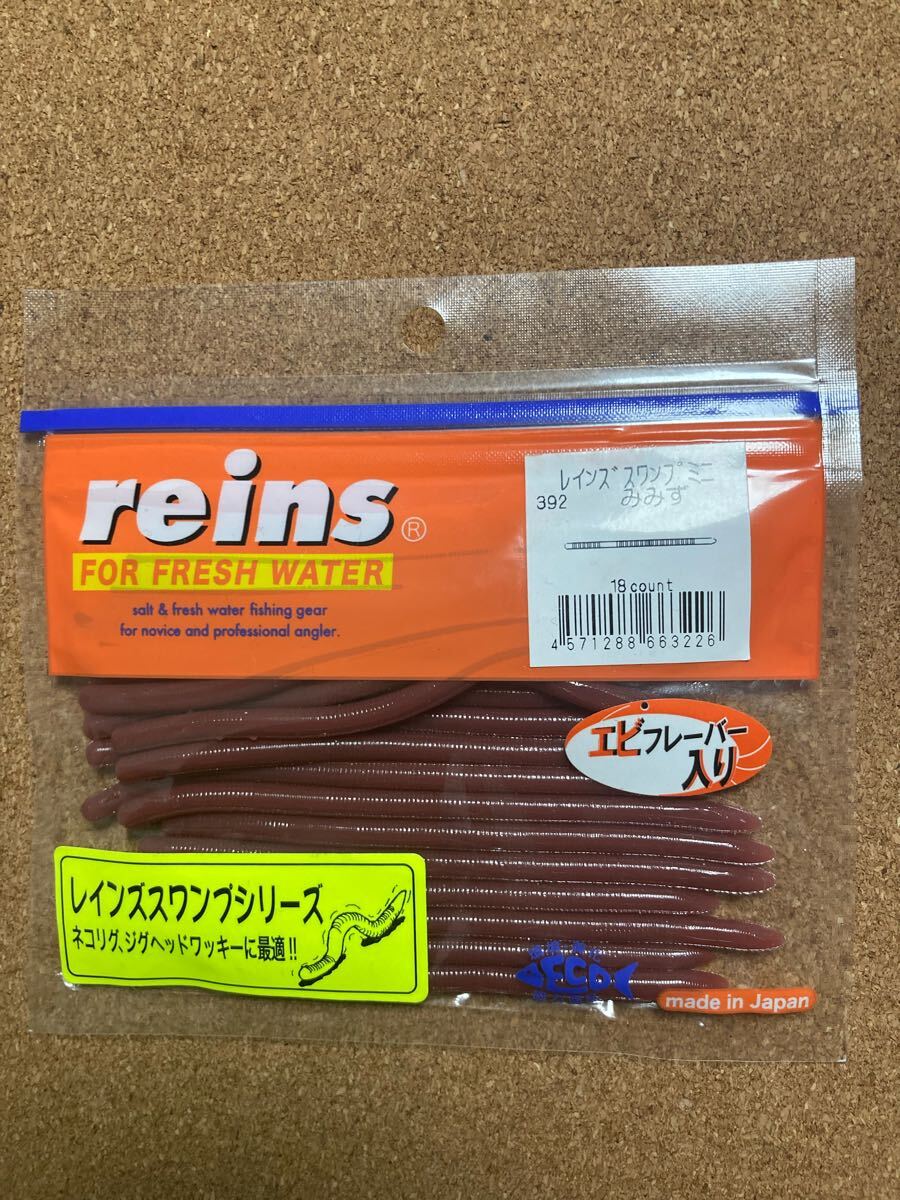 reins®
FOR FRESH WATER
salt & fresh water fishing gear
for novice and professional angler.
レインズスワンプミニ
392 みみず
18 count
4 571288 663226
エビフレーバー
入り
レインズスワンプシリーズ
ネコリグ、ジグヘッドワッキーに最適!!
ECO
made in Japan